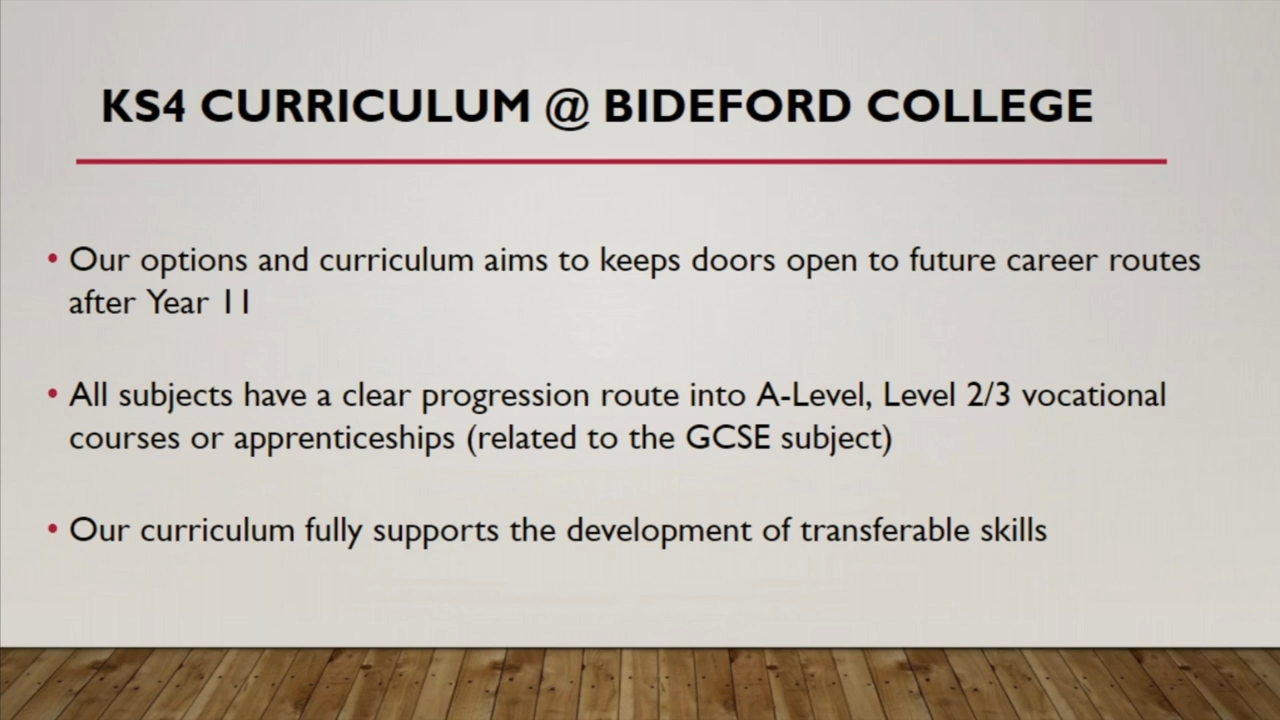 KS4 CURRICULUM @ BIDEFORD COLLEGE
• Our options and curriculum aims to keeps doors open to future career routes
after Year 11
• All subjects have a clear progression route into A-Level, Level 2/3 vocational
courses or apprenticeships (related to the GCSE subject)
• Our curriculum fully supports the development of transferable skills